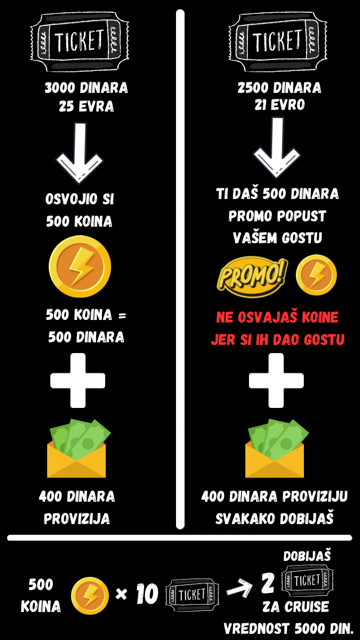 TICKET
3000 DINARA
25 EVRA
OSVOJIO SI
500 KOINA
500 KOINA =
500 DINARA
400 DINARA
PROVIZIJA
TICKET
2500 DINARA
21 EVRO
TI DAŠ 500 DINARA
PROMO POPUST
VAŠEM GOSTU
PROMO!
NE OSVAJAŠ KOINE
JER SI IH DAO GOSTU
400 DINARA PROVIZIJU
SVAKAKO DOBIJAŠ
500
KOINA
× 10
TICKET
DOBIJAŠ
2 TICKET
ZA CRUISE
VREDNOST 5000 DIN.